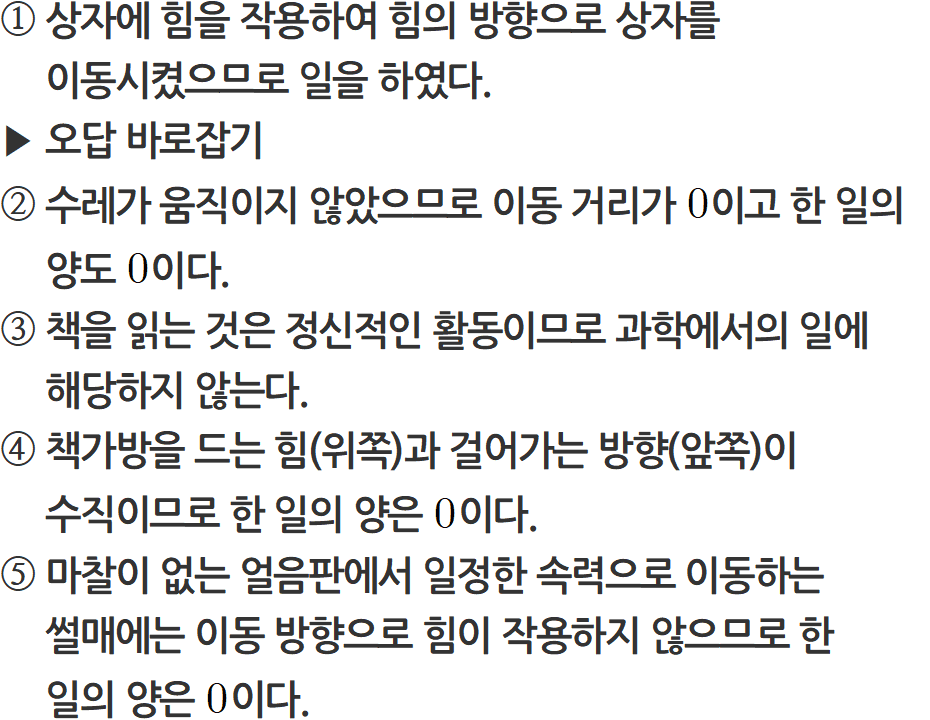 ① 상자에 힘을 작용하여 힘의 방향으로 상자를
이동시켰으므로 일을 하였다.
▶ 오답 바로잡기
② 수레가 움직이지 않았으므로 이동 거리가 0이고 한 일의
양도 0이다.
③ 책을 읽는 것은 정신적인 활동이므로 과학에서의 일에
해당하지 않는다.
④ 책가방을 드는 힘(위쪽)과 걸어가는 방향(앞쪽)이
수직이므로 한 일의 양은 0이다.
⑤ 마찰이 없는 얼음판에서 일정한 속력으로 이동하는
썰매에는 이동 방향으로 힘이 작용하지 않으므로 한
일의 양은 0이다.